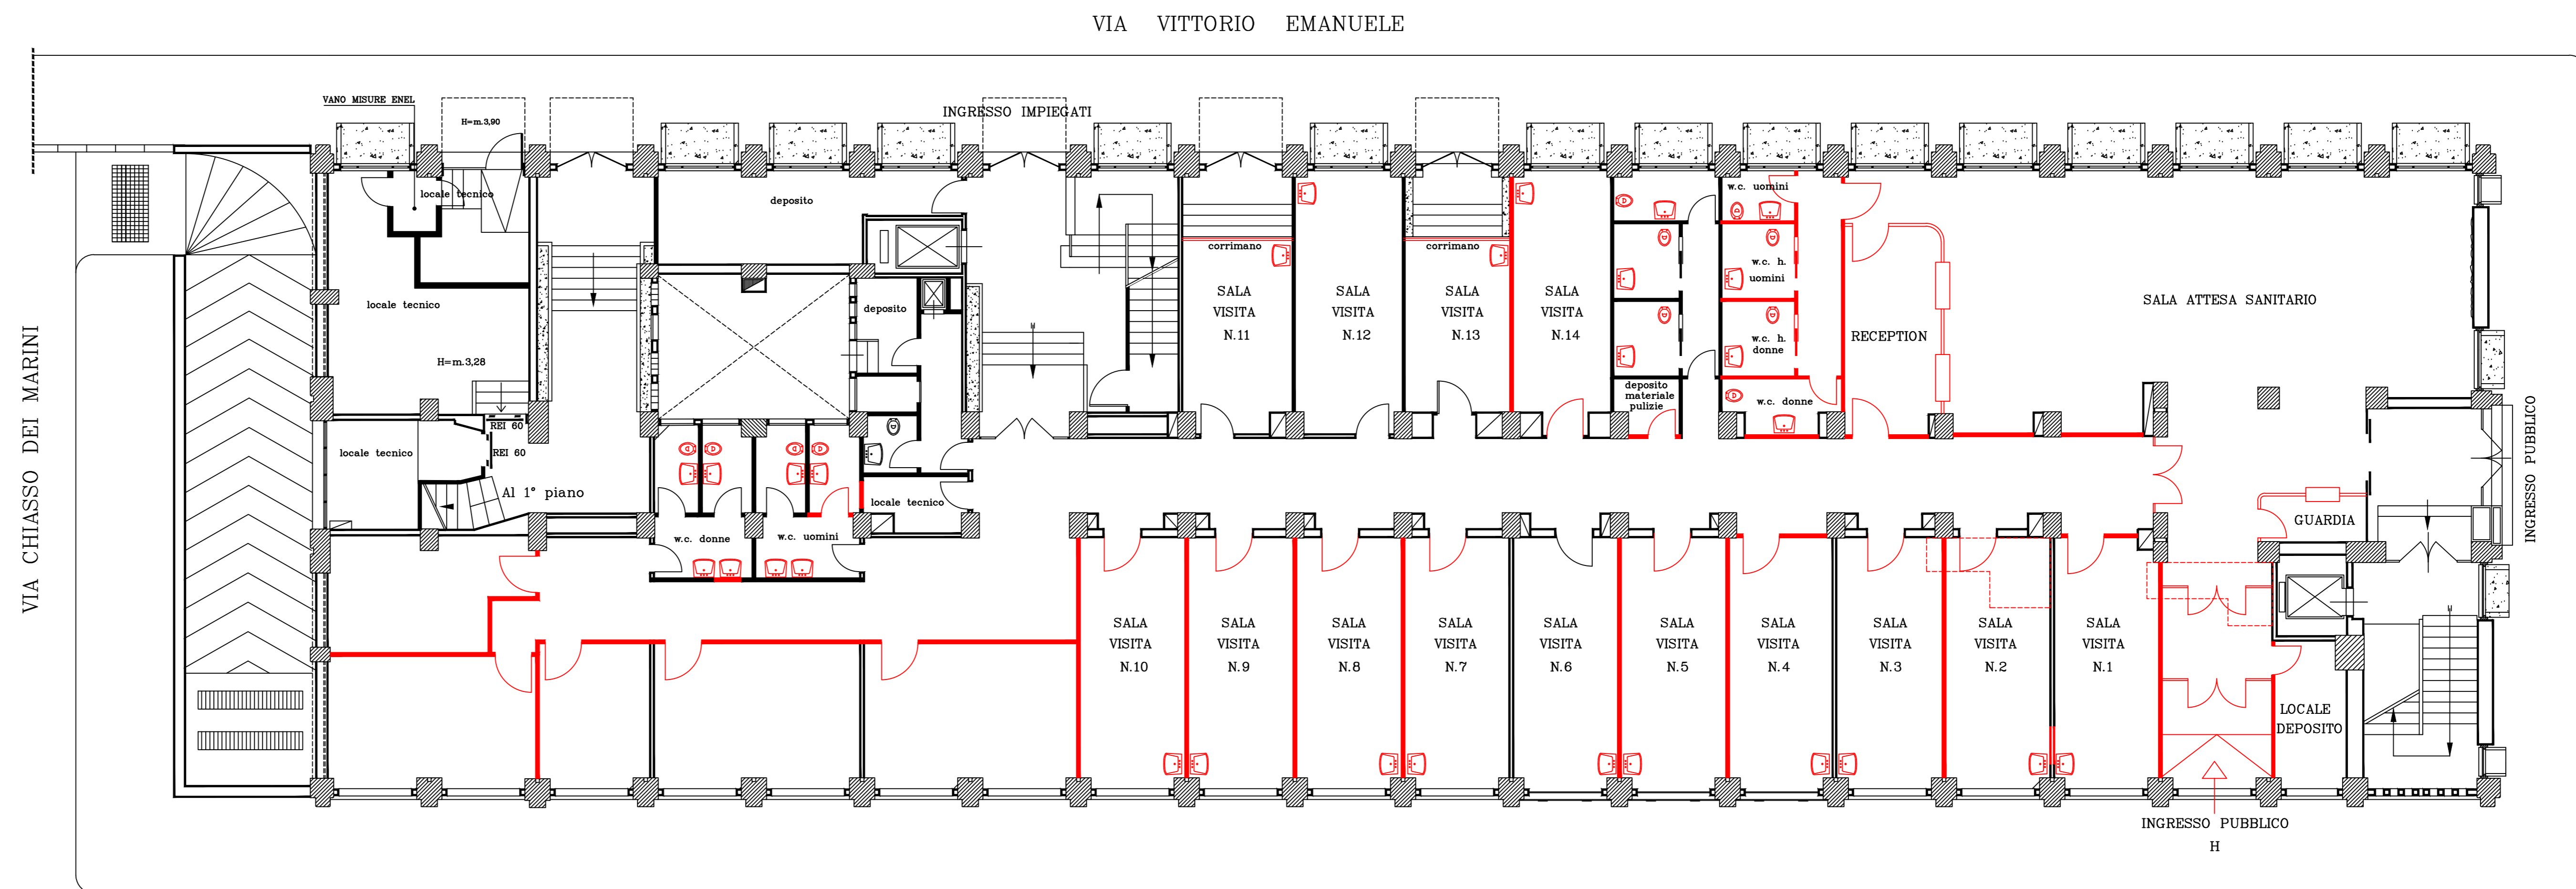 VIA VITTORIO EMANUELE
VANO MISURE ENEL
H=m.3,90
INGRESSO IMPIEGATI
locale tecnico
deposito
w.c. uomini
corrimano
corrimano
w.c. h.
uomini
locale tecnico
deposito
SALA
VISITA
N.11
SALA
VISITA
N.12
SALA
VISITA
N.13
SALA
VISITA
N.14
SALA ATTESA SANITARIO
RECEPTION
w.c. h.
donne
H=m.3,28
deposito
materiale
pulizie
w.c. donne
VIA CHIASSO DEI MARINI
INGRESSO PUBBLICO
REI 60
REI 60
locale tecnico
Al 1° piano
locale tecnico
GUARDIA
w.c. donne
w.c. uomini
SALA
VISITA
N.10
SALA
VISITA
N.9
SALA
VISITA
N.8
SALA
VISITA
N.7
SALA
VISITA
N.6
SALA
VISITA
N.5
SALA
VISITA
N.4
SALA
VISITA
N.3
SALA
VISITA
N.2
SALA
VISITA
N.1
LOCALE
DEPOSITO
INGRESSO PUBBLICO
H